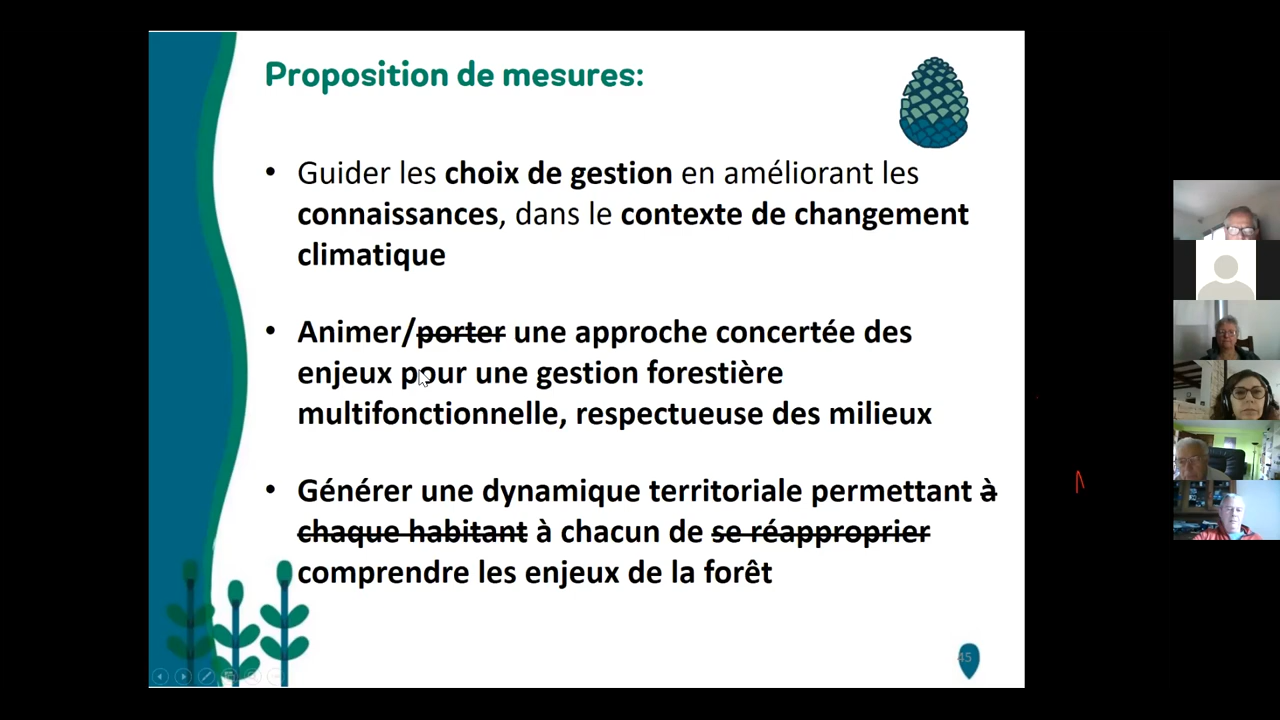 Proposition de mesures:
• Guider les choix de gestion en améliorant les
connaissances, dans le contexte de changement
climatique
• Animer/porter une approche concertée des
enjeux pour une gestion forestière
multifonctionnelle, respectueuse des milieux
• Générer une dynamique territoriale permettant à
chaque habitant à chacun de se réapproprier
comprendre les enjeux de la forêt
45